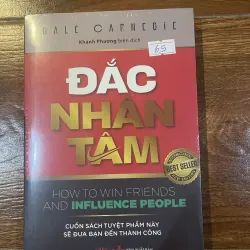 DALE CARNEGIE
Khánh Phương biên dịch
65
ĐẮC
NHÂN
TÂM
BEST SELLER
HOW TO WIN FRIENDS
AND INFLUENCE PEOPLE
CUỐN SÁCH TUYỆT PHẨM NÀY
SẼ ĐƯA BẠN ĐẾN THÀNH CÔNG